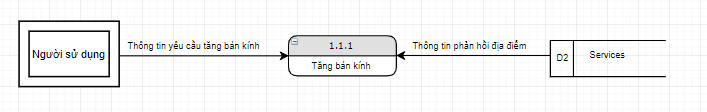 Người sử dụng
Thông tin yêu cầu tăng bán kính
1.1.1
Tăng bán kính
Thông tin phản hồi địa điểm
D2
Services